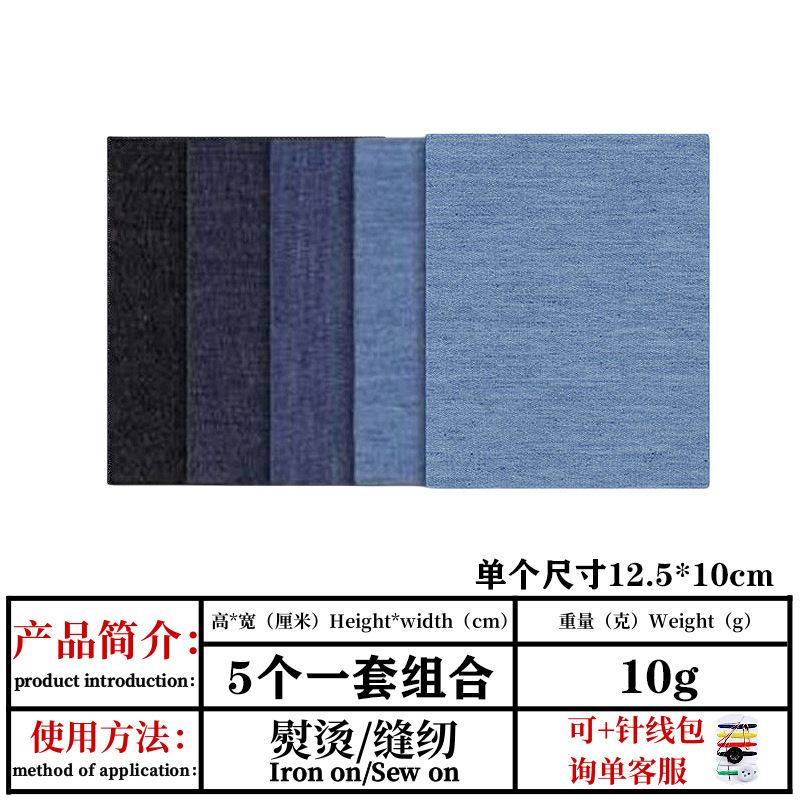 单个尺寸12.5*10cm
产品简介：
product introduction：
高*宽（厘米）Height*width（cm）
重量（克）Weight（g）
5个一套组合
10g
使用方法：
method of application：
熨烫/缝纫
Iron on/Sew on
可+针线包
询单客服